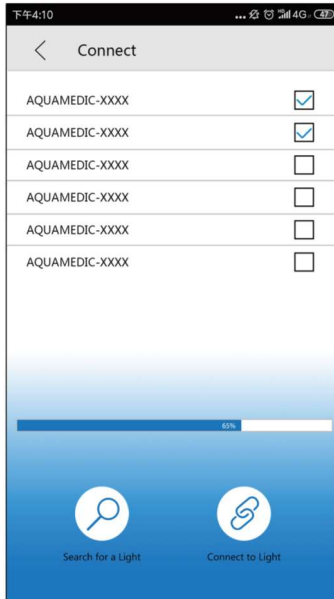 下午4:10 ... 4G 47
Connect
AQUAMEDIC-XXXX
AQUAMEDIC-XXXX
AQUAMEDIC-XXXX
AQUAMEDIC-XXXX
AQUAMEDIC-XXXX
AQUAMEDIC-XXXX
65%
Search for a Light
Connect to Light